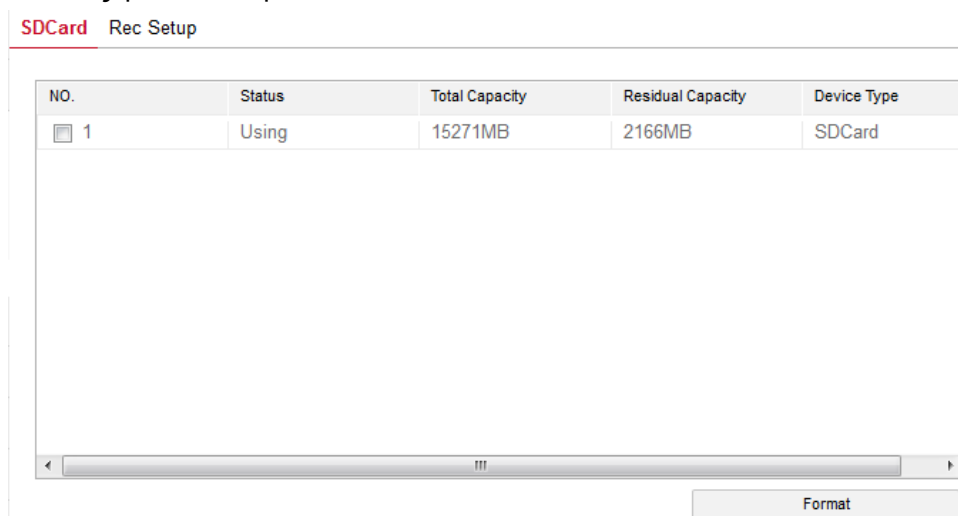 SDCard Rec Setup
NO. Status Total Capacity Residual Capacity Device Type
1 Using 15271MB 2166MB SDCard
Format